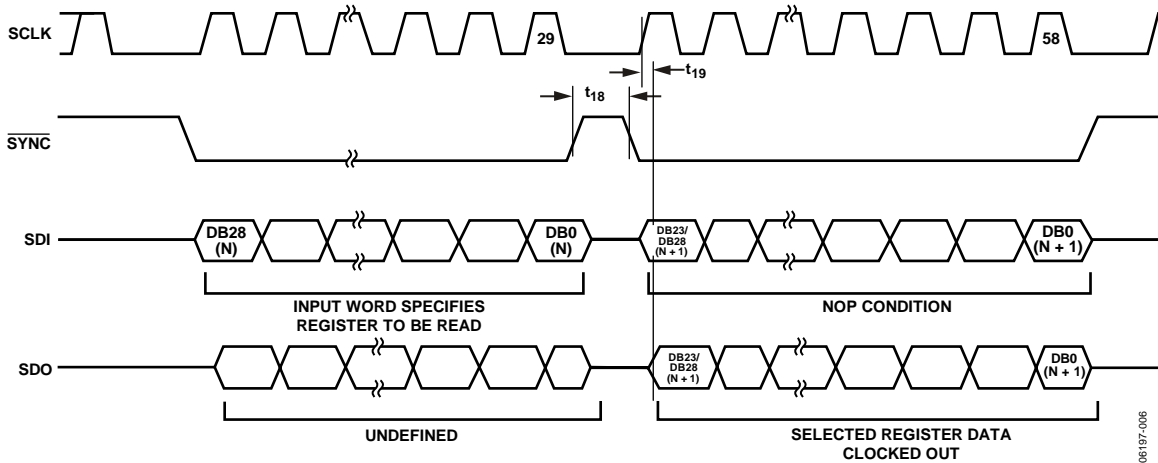 SCLK
29
58
t19
t18
SYNC
SDI
DB28
(N)
DB0
(N)
DB23/
DB28
(N + 1)
DB0
(N + 1)
INPUT WORD SPECIFIES
REGISTER TO BE READ
NOP CONDITION
SDO
DB23/
DB28
(N + 1)
DB0
(N + 1)
UNDEFINED
SELECTED REGISTER DATA
CLOCKED OUT
06197-006